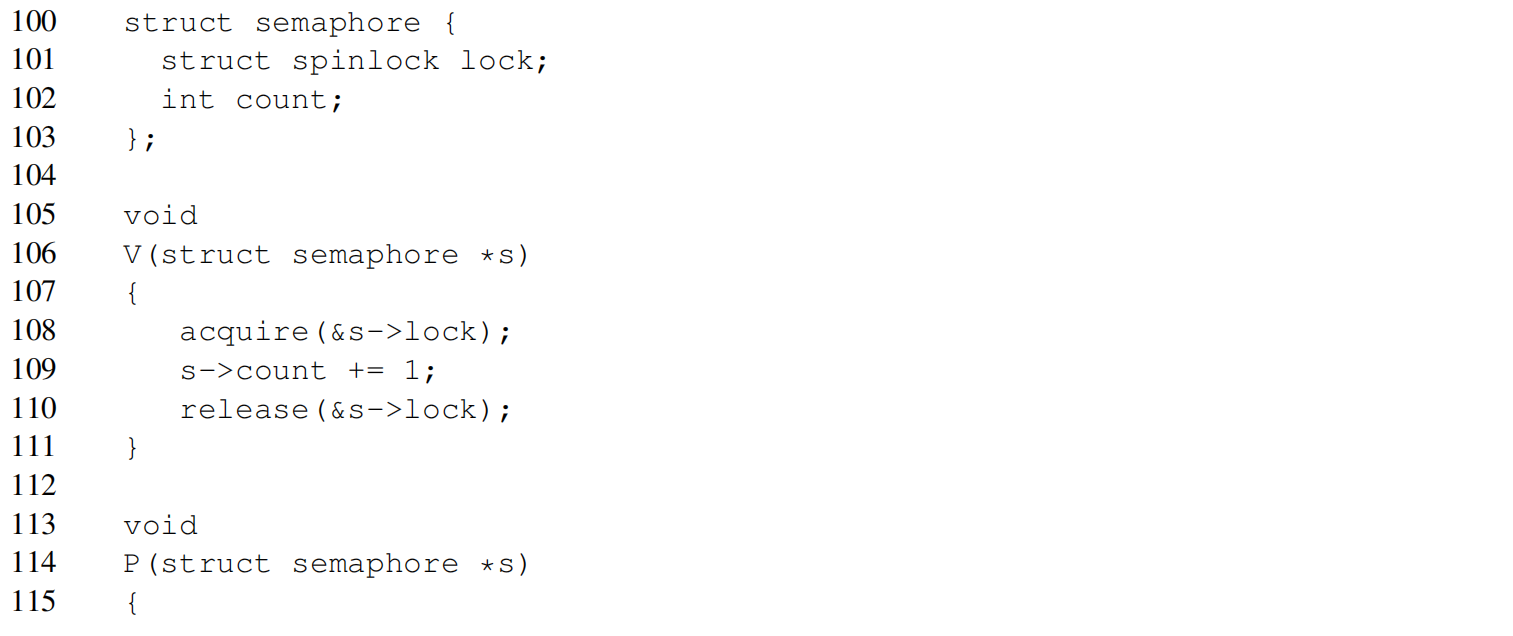 100 struct semaphore {
101 struct spinlock lock;
102 int count;
103 };
104
105 void
106 V(struct semaphore *s)
107 {
108 acquire(&s->lock);
109 s->count += 1;
110 release(&s->lock);
111 }
112
113 void
114 P(struct semaphore *s)
115 {